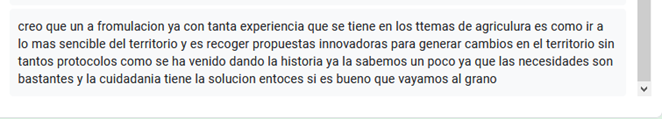 creo que un a fromulacion ya con tanta experiencia que se tiene en los ttemas de agriculura es como ir a
lo mas sencible del territorio y es recoger propuestas innovadoras para generar cambios en el territorio sin
tantos protocolos como se ha venido dando la historia ya la sabemos un poco ya que las necesidades son
bastantes y la cuidadania tiene la solucion entoces si es bueno que vayamos al grano